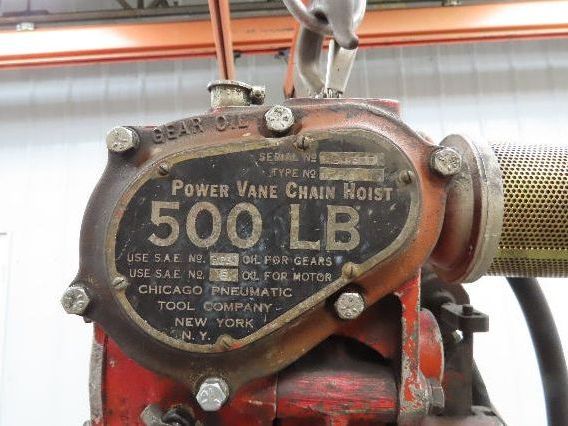 GEAR OIL
SERIAL NO
TYPE NO
POWER VANE CHAIN HOIST
500 LB
USE S.A.E. NO. OIL FOR GEARS
USE S.A.E. NO. OIL FOR MOTOR
CHICAGO PNEUMATIC
TOOL COMPANY
NEW YORK
N.Y.